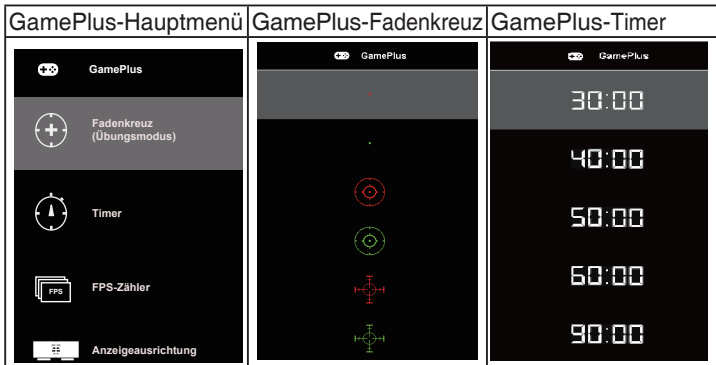 GamePlus-Hauptmenü GamePlus-Fadenkreuz GamePlus-Timer
GamePlus
Fadenkreuz
(Übungsmodus)
Timer
FPS
FPS-Zähler
Anzeigeausrichtung
GamePlus
GamePlus
30:00
40:00
50:00
60:00
90:00